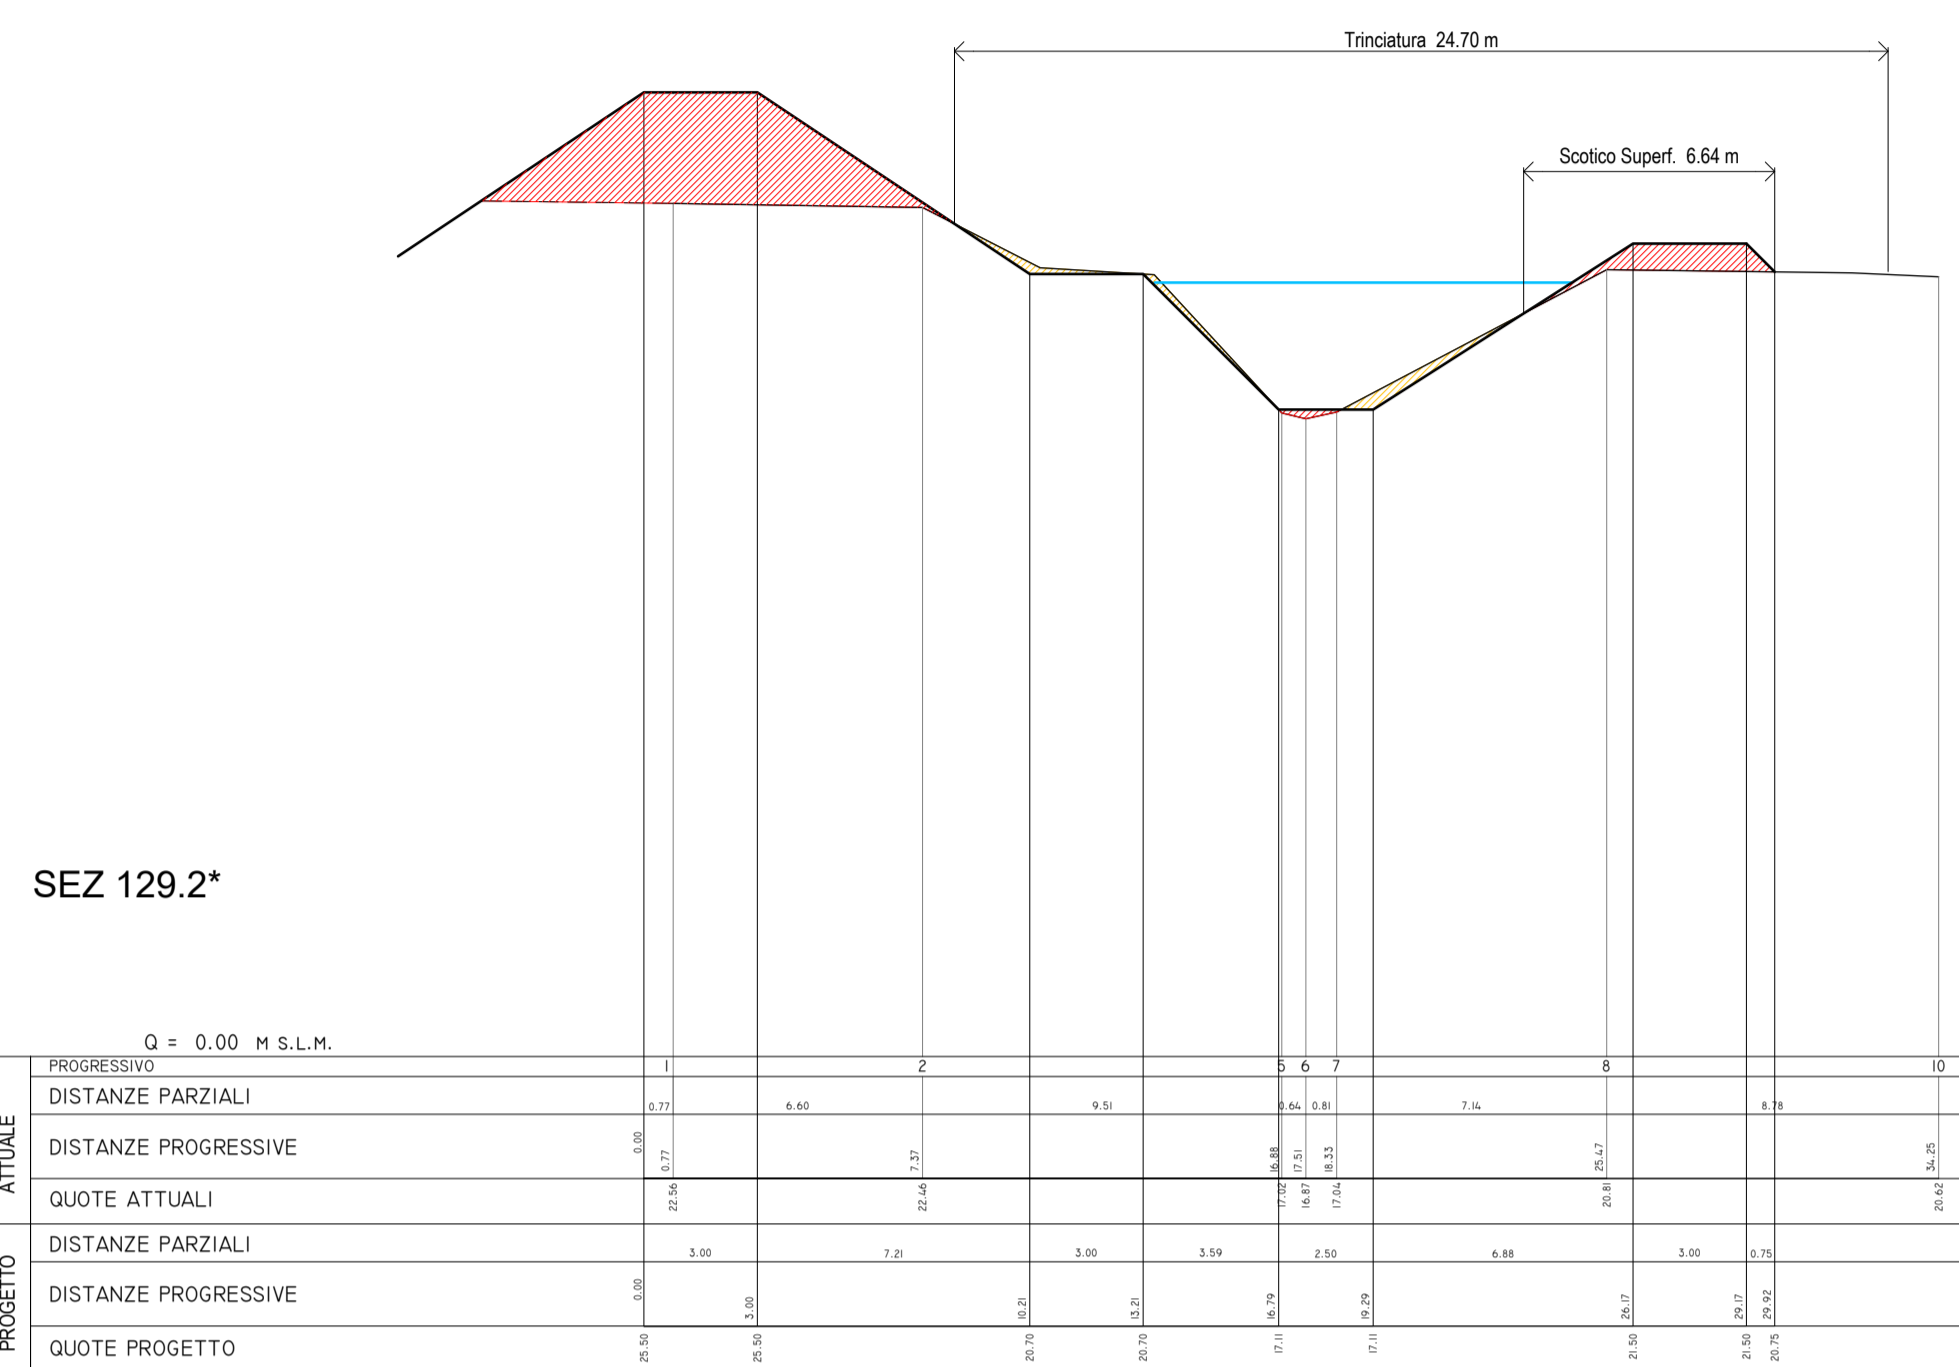 Trinciatura 24.70 m
Scotico Superf. 6.64 m
SEZ 129.2*
Q = 0.00 M S.L.M.
ATTUALE
PROGRESSIVO 1 2 5 6 7 8 10
DISTANZE PARZIALI 0.77 6.60 9.51 0.64 0.81 7.14 8.78
DISTANZE PROGRESSIVE 0.00 0.77 7.37 16.88 17.51 18.33 25.47 34.25
QUOTE ATTUALI 22.56 22.46 17.02 16.87 17.04 20.81 20.62
PROGETTO
DISTANZE PARZIALI 3.00 7.21 3.00 3.59 2.50 6.88 3.00 0.75
DISTANZE PROGRESSIVE 0.00 3.00 10.21 13.21 16.79 19.29 26.17 29.17 29.92
QUOTE PROGETTO 25.50 25.50 20.70 20.70 17.11 17.11 21.50 21.50 20.75